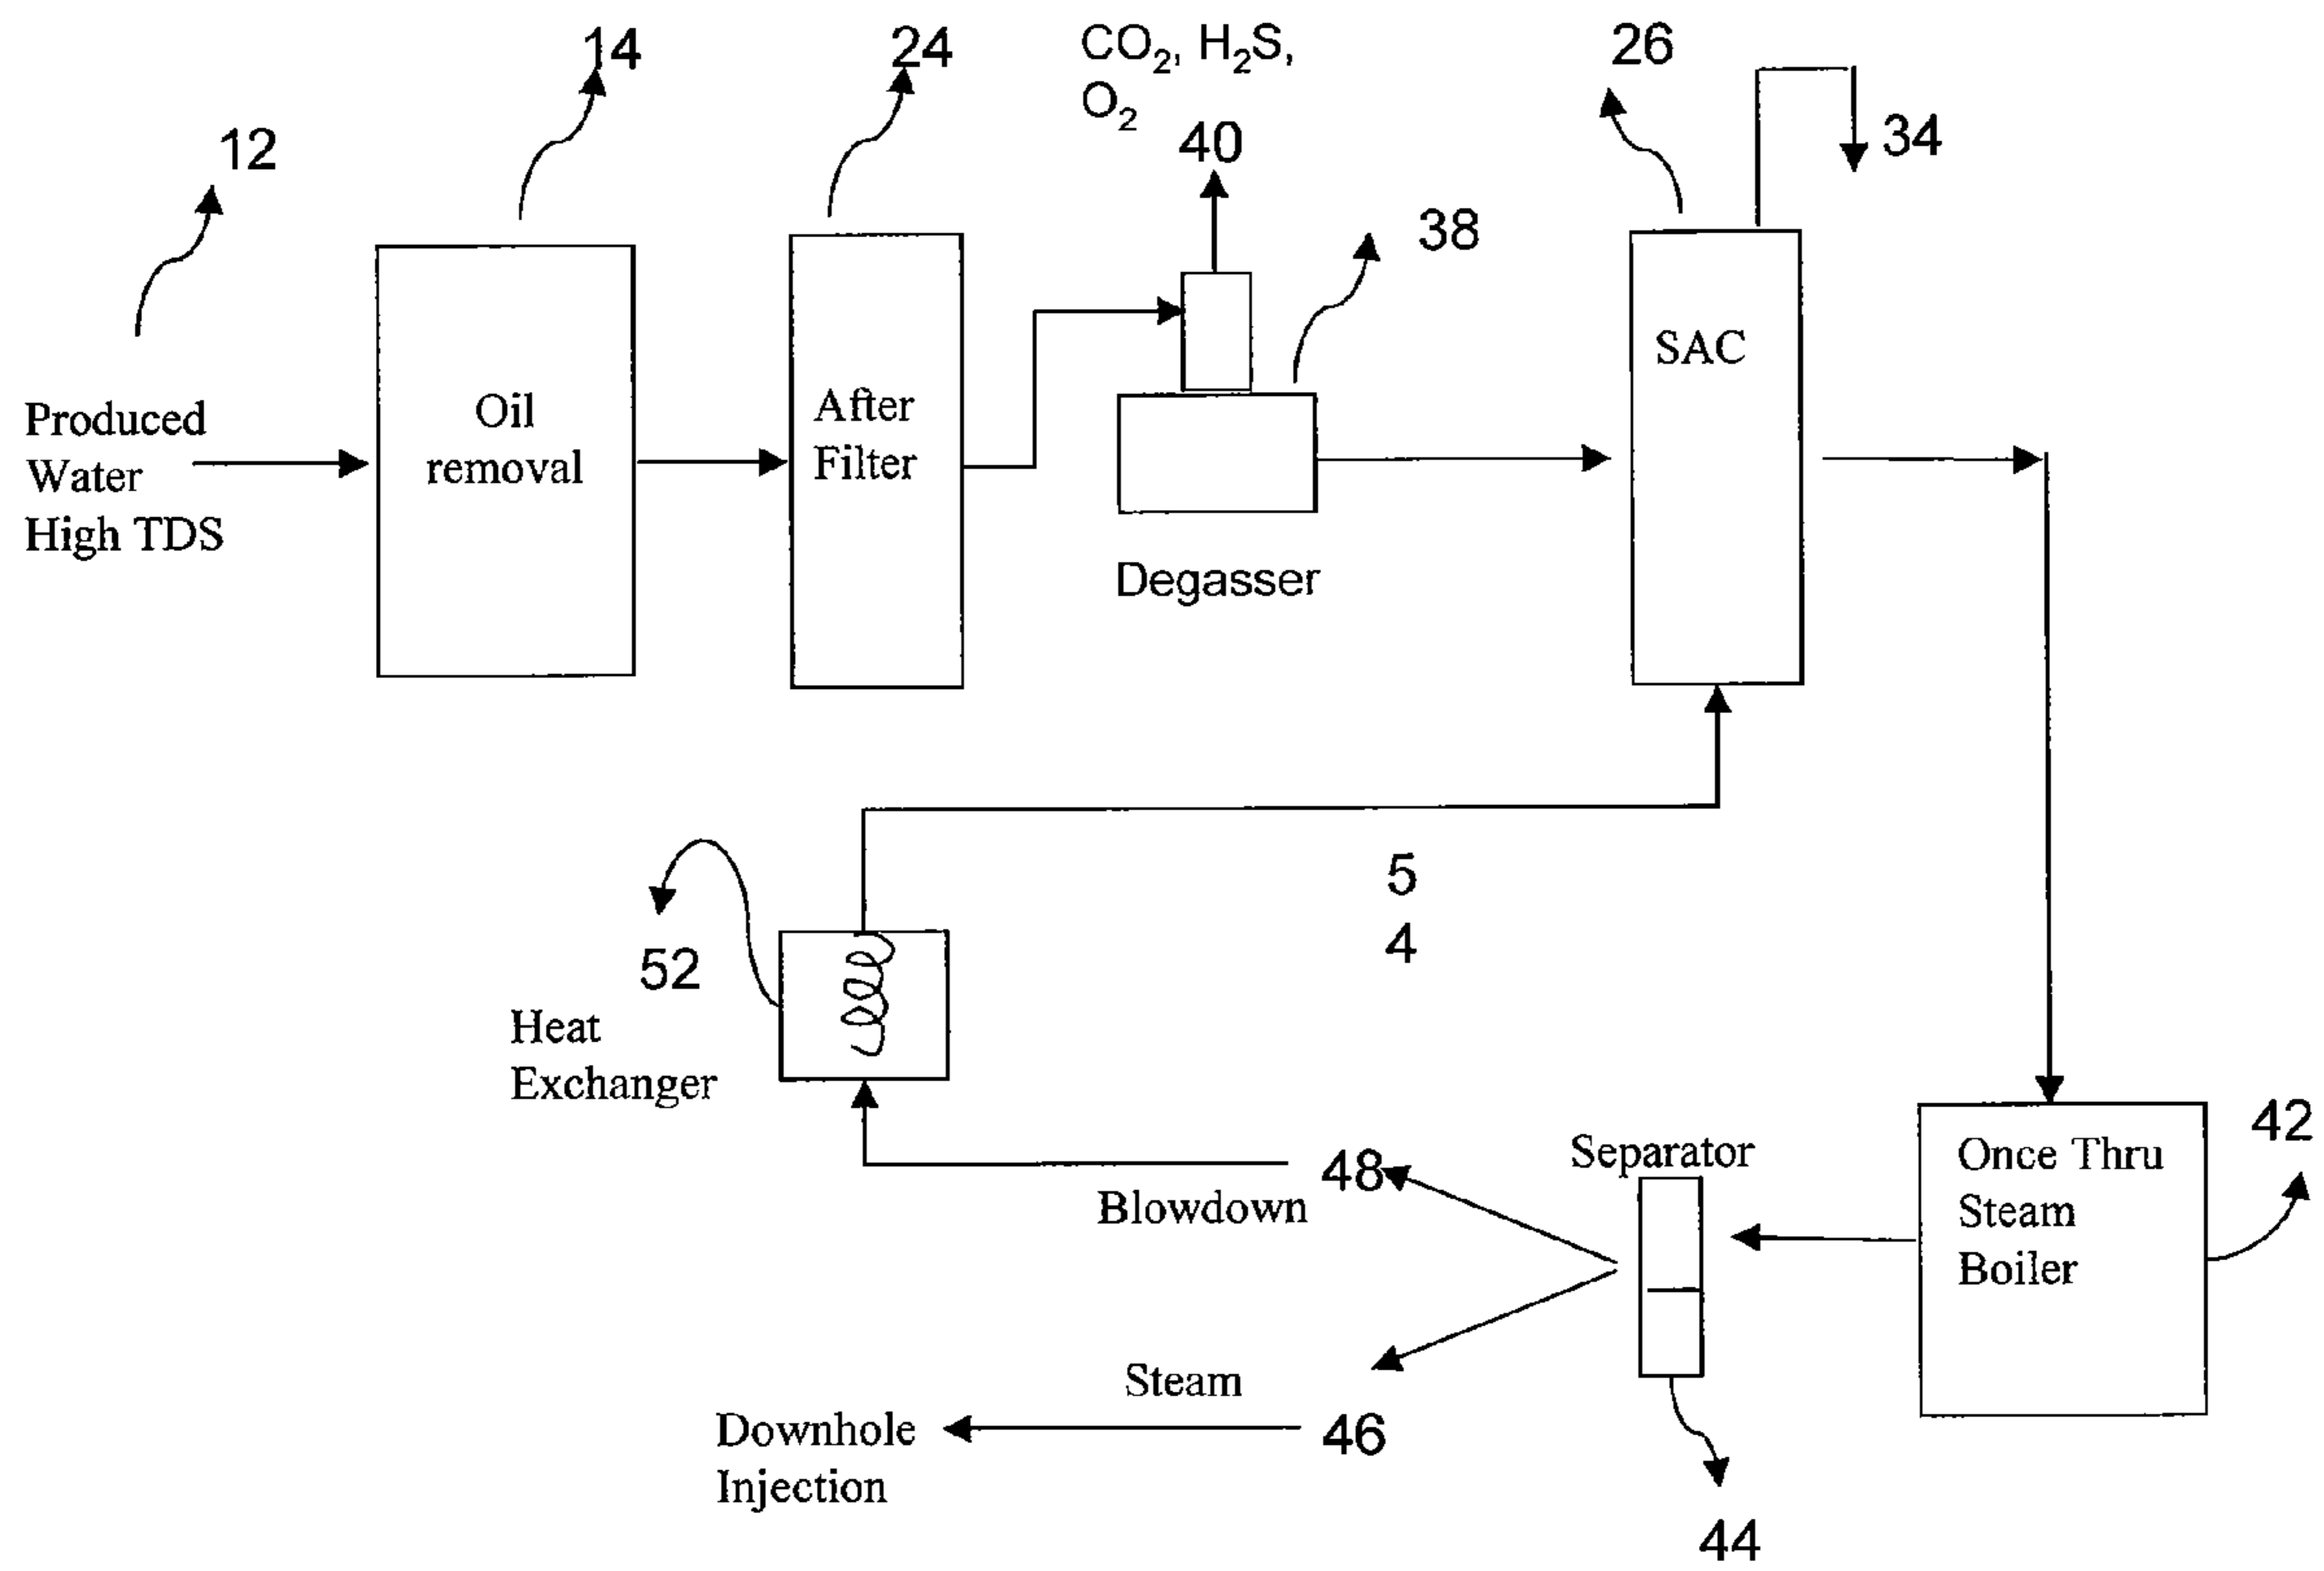 14
24
CO2, H2S,
O2
40
26
34
12
38
Produced
Water
High TDS
Oil
removal
After
Filter
SAC
Degasser
5
4
52
Heat
Exchanger
Blowdown
48
Separator
Once Thru
Steam
Boiler
42
Steam
46
Downhole
Injection
44